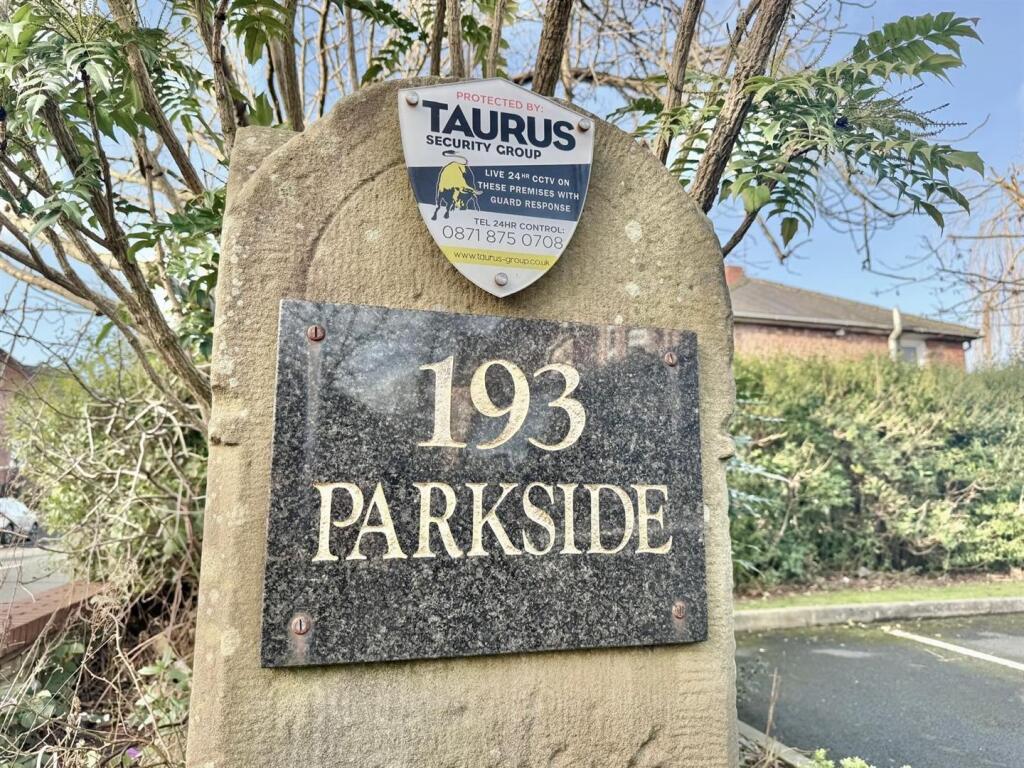 PROTECTED BY:
TAURUS
SECURITY GROUP
LIVE 24HR CCTV ON
THESE PREMISES WITH
GUARD RESPONSE
TEL 24HR CONTROL:
0871 875 0708
www.taurus-group.co.uk
193
PARKSIDE